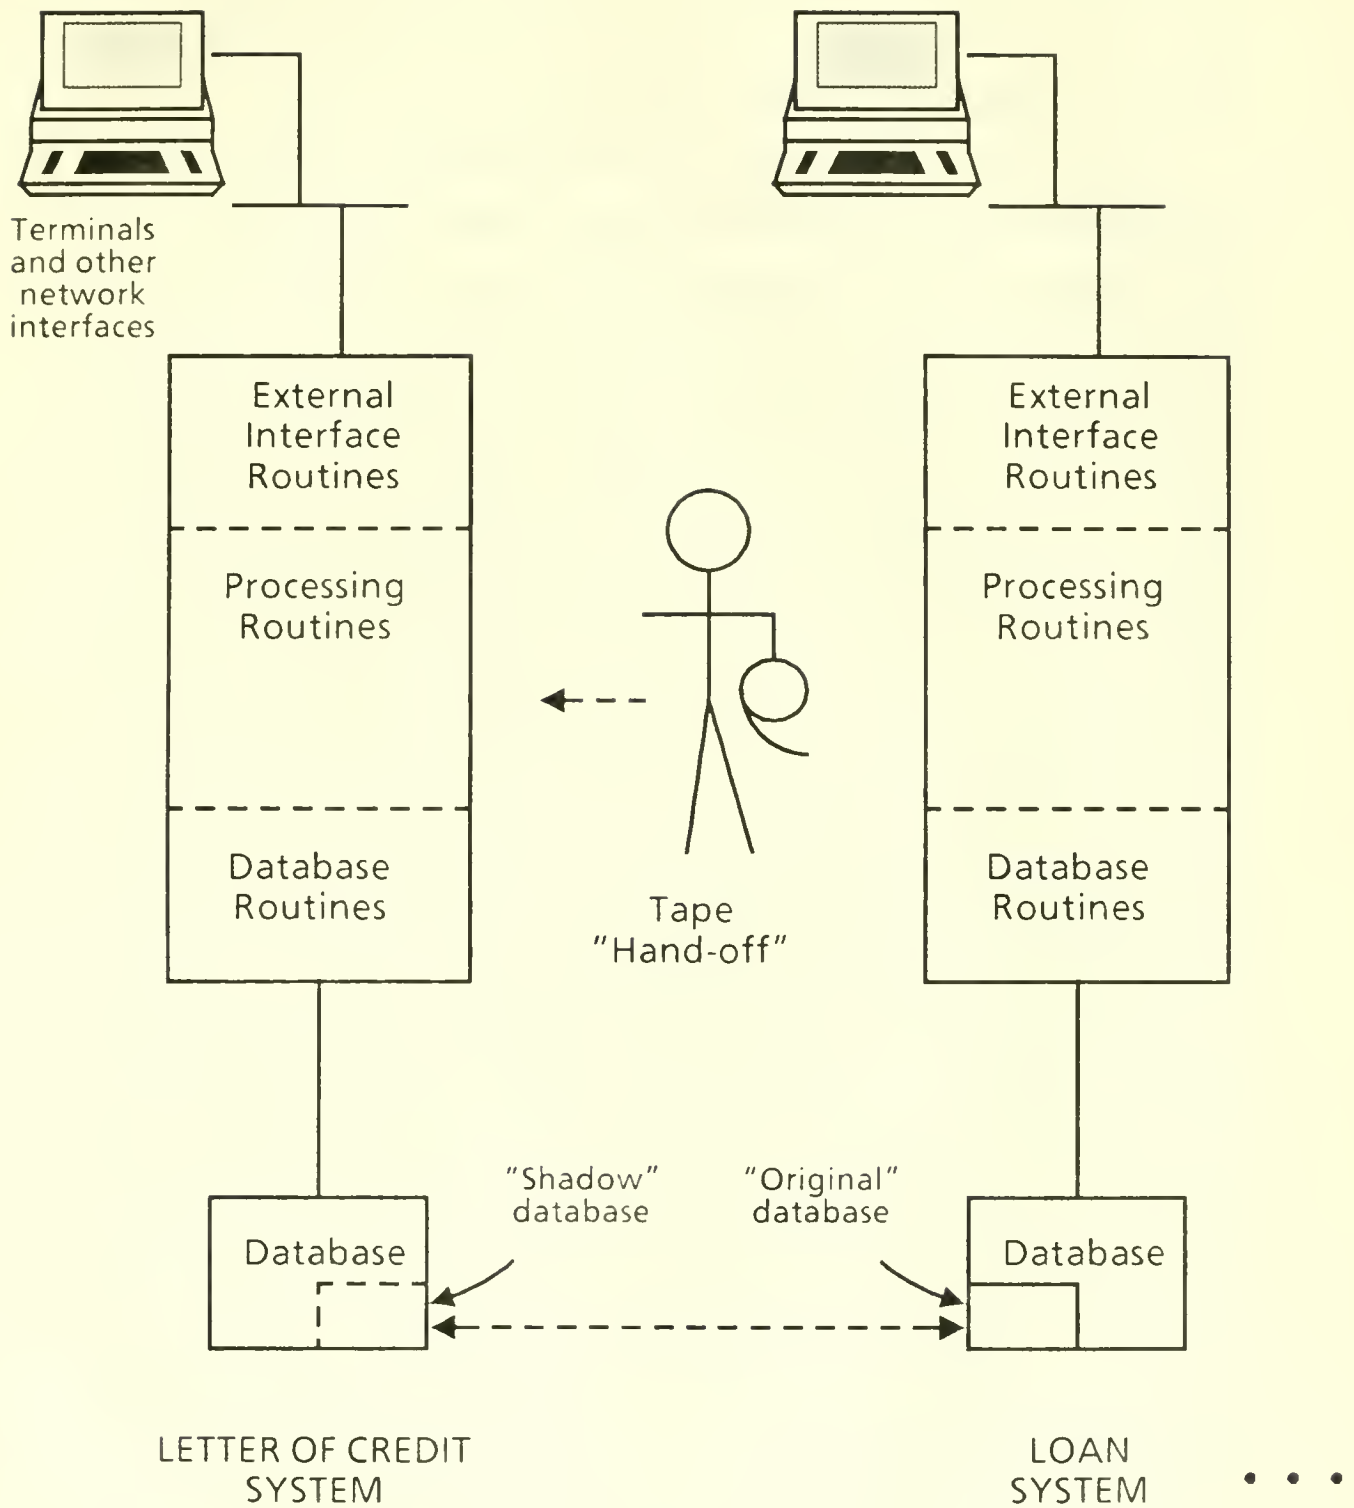 Terminals
and other
network
interfaces
External
Interface
Routines
Processing
Routines
Database
Routines
Tape
"Hand-off"
External
Interface
Routines
Processing
Routines
Database
Routines
"Shadow"
database
"Original"
database
Database
Database
LETTER OF CREDIT
SYSTEM
LOAN
SYSTEM
• • •